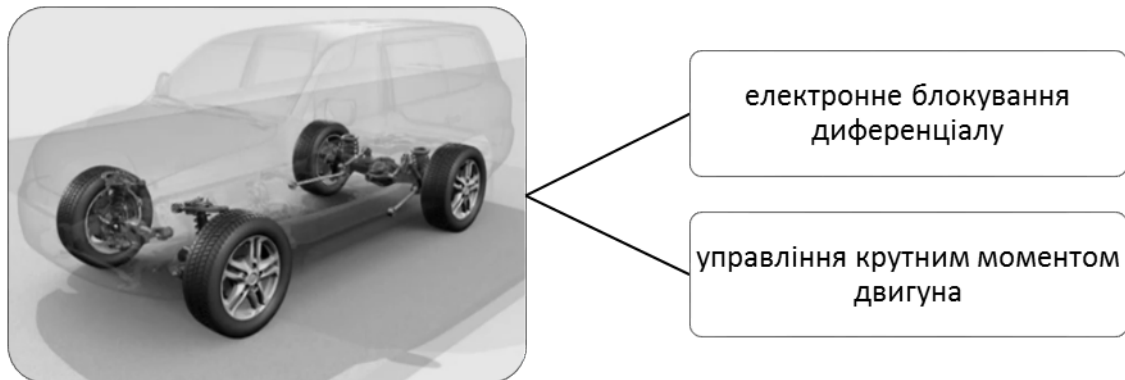 електронне блокування
диференціалу
управління крутним моментом
двигуна